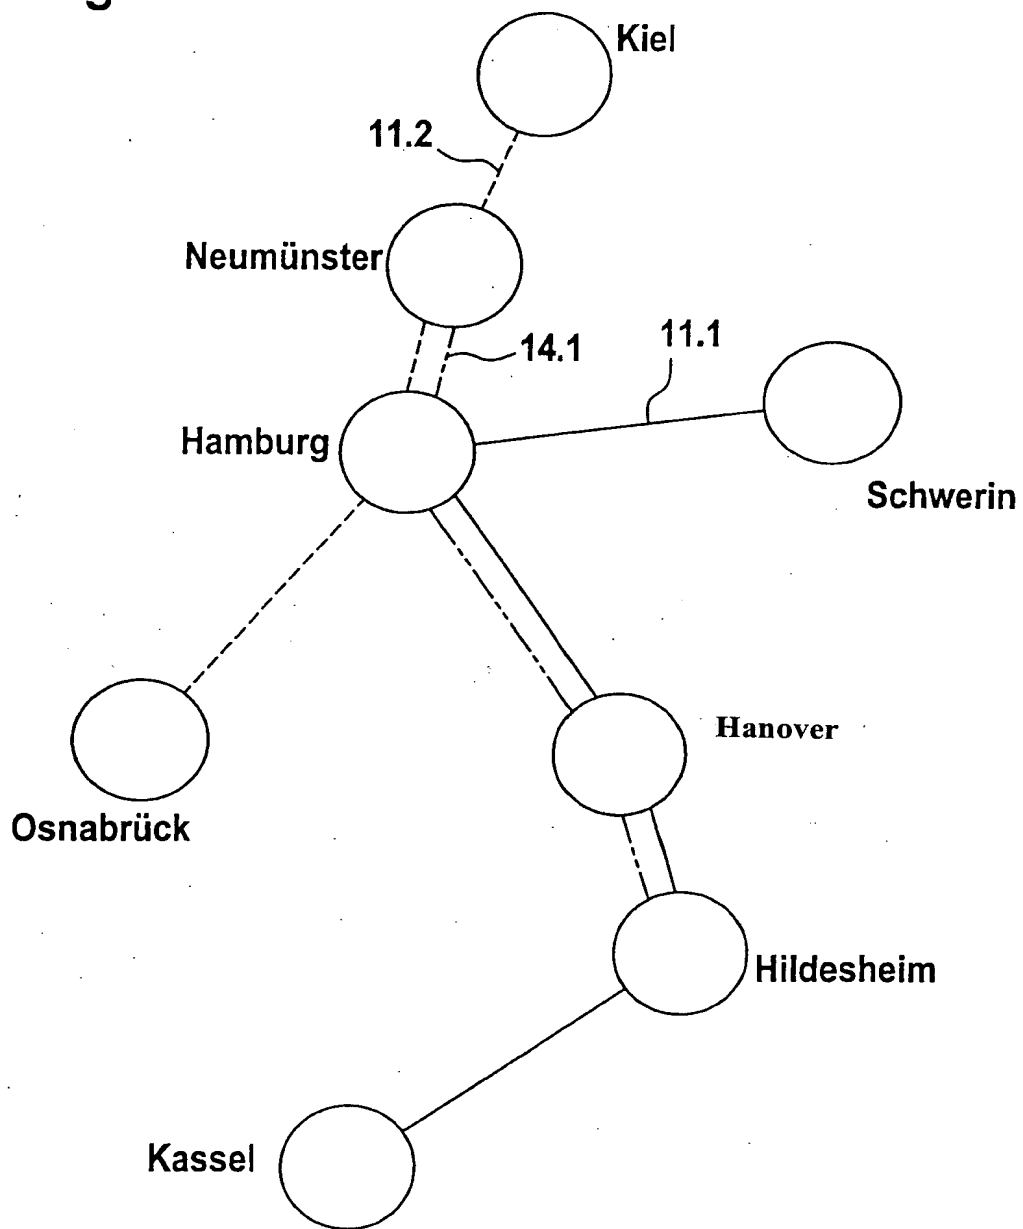 Kiel
11.2
Neumünster
14.1
11.1
Hamburg
Schwerin
Hanover
Osnabrück
Hildesheim
Kassel